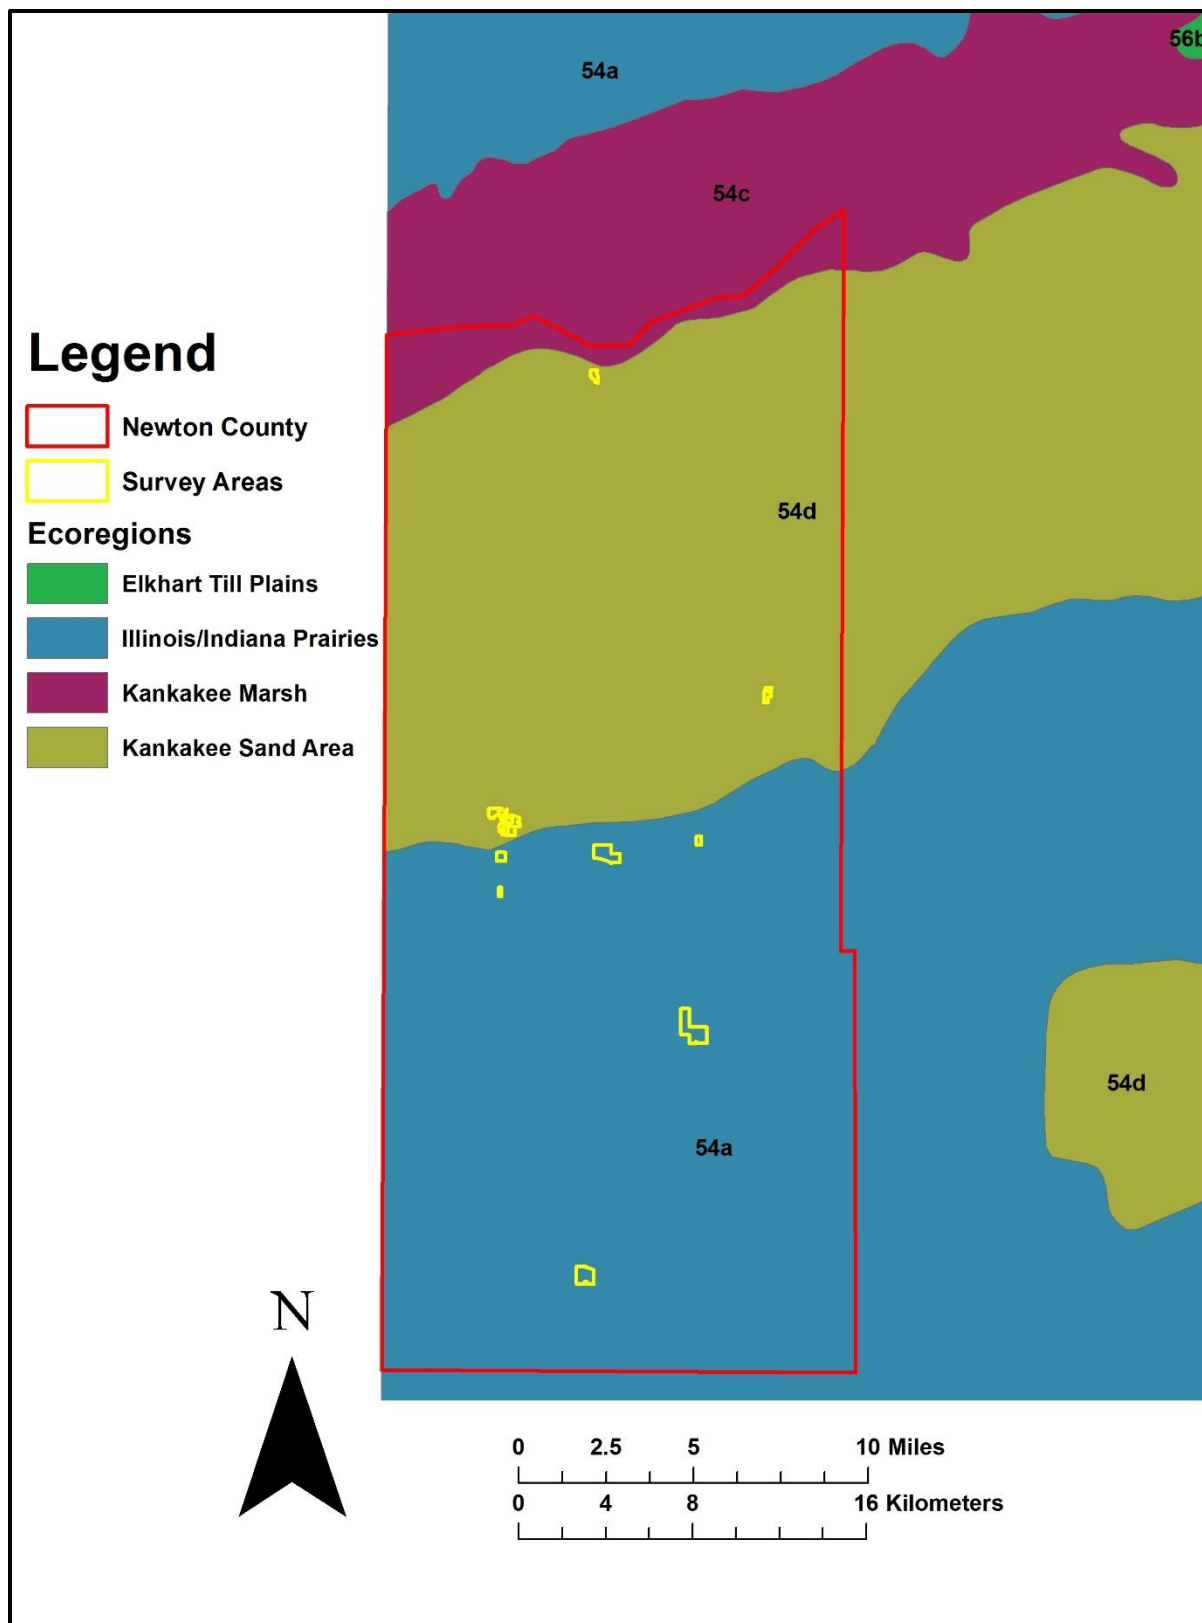 56b
54a
54c
Legend
Newton County
Survey Areas
Ecoregions
Elkhart Till Plains
Illinois/Indiana Prairies
Kankakee Marsh
Kankakee Sand Area
54d
54d
54a
N
0 2.5 5 10 Miles
0 4 8 16 Kilometers